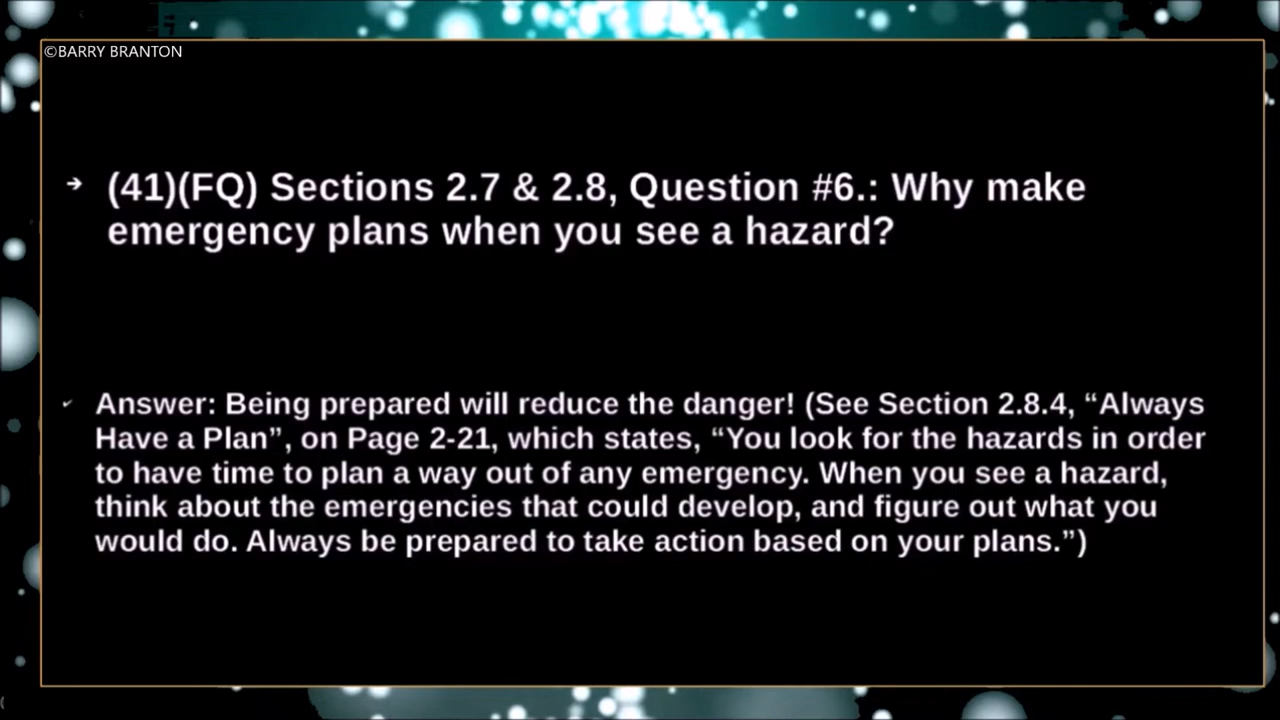 ©BARRY BRANTON
(41)(FQ) Sections 2.7 & 2.8, Question #6.: Why make
emergency plans when you see a hazard?
Answer: Being prepared will reduce the danger! (See Section 2.8.4, “Always
Have a Plan”, on Page 2-21, which states, “You look for the hazards in order
to have time to plan a way out of any emergency. When you see a hazard,
think about the emergencies that could develop, and figure out what you
would do. Always be prepared to take action based on your plans.”)